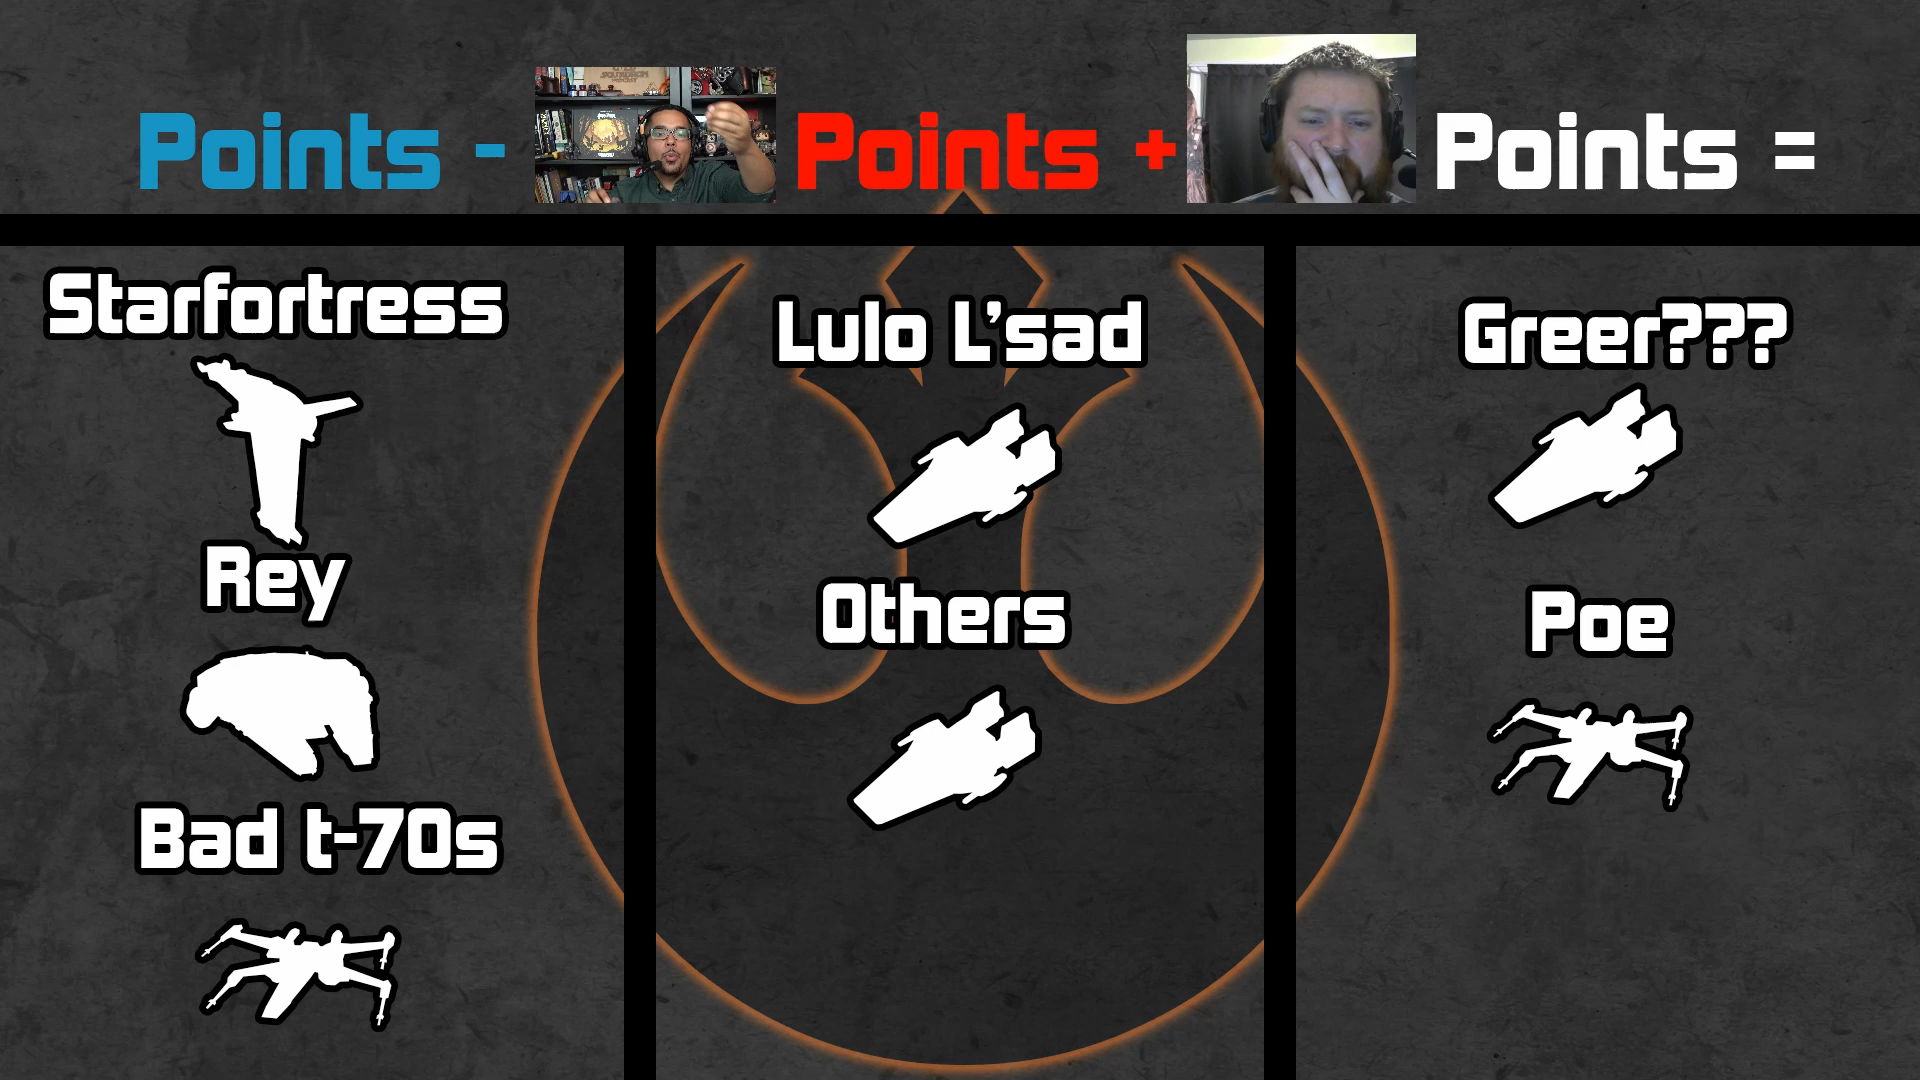 Points - Points + Points =
Starfortress
Rey
Bad t-70s
Lulo L'sad
Others
Greer???
Poe